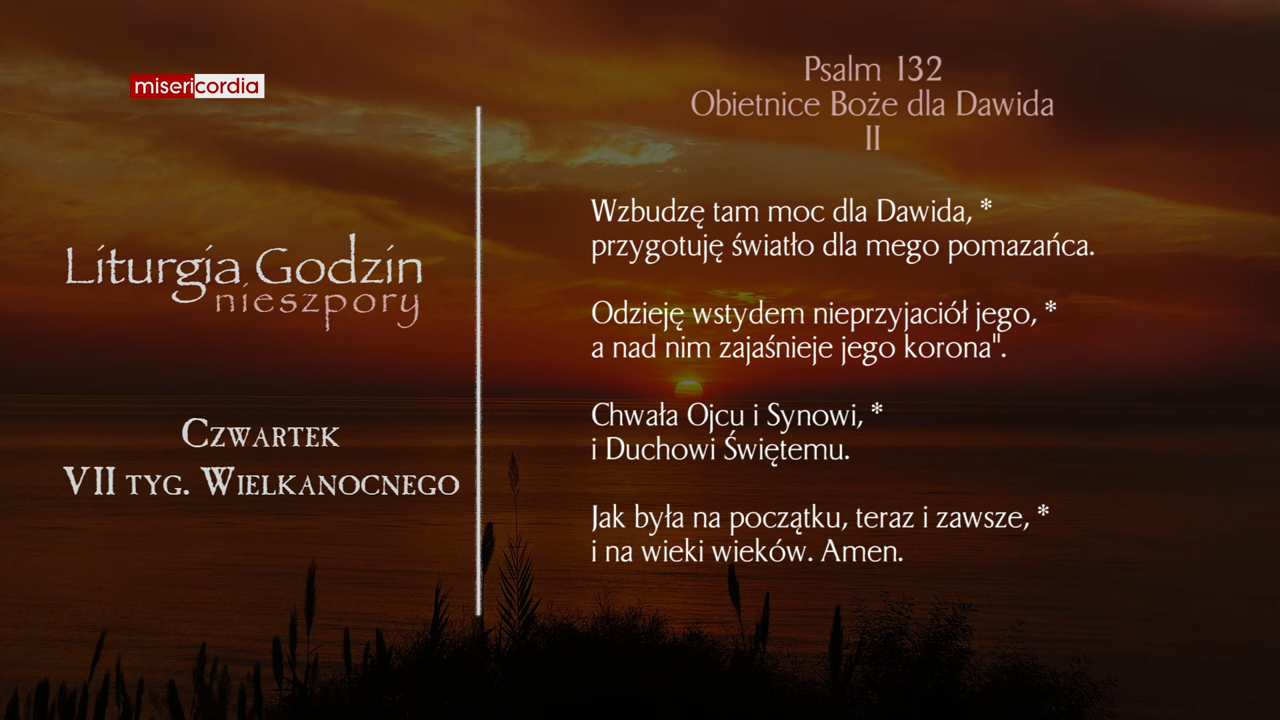 misericordia
Liturgia Godzin
nieszpory
Czwartek
VII tyg. Wielkanocnego
Psalm 132
Obietnice Boże dla Dawida
II
Wzbudzę tam moc dla Dawida, *
przygotuję światło dla mego pomazańca.
Odzieję wstydem nieprzyjaciół jego, *
a nad nim zajaśnieje jego korona".
Chwała Ojcu i Synowi, *
i Duchowi Świętemu.
Jak była na początku, teraz i zawsze, *
i na wieki wieków. Amen.